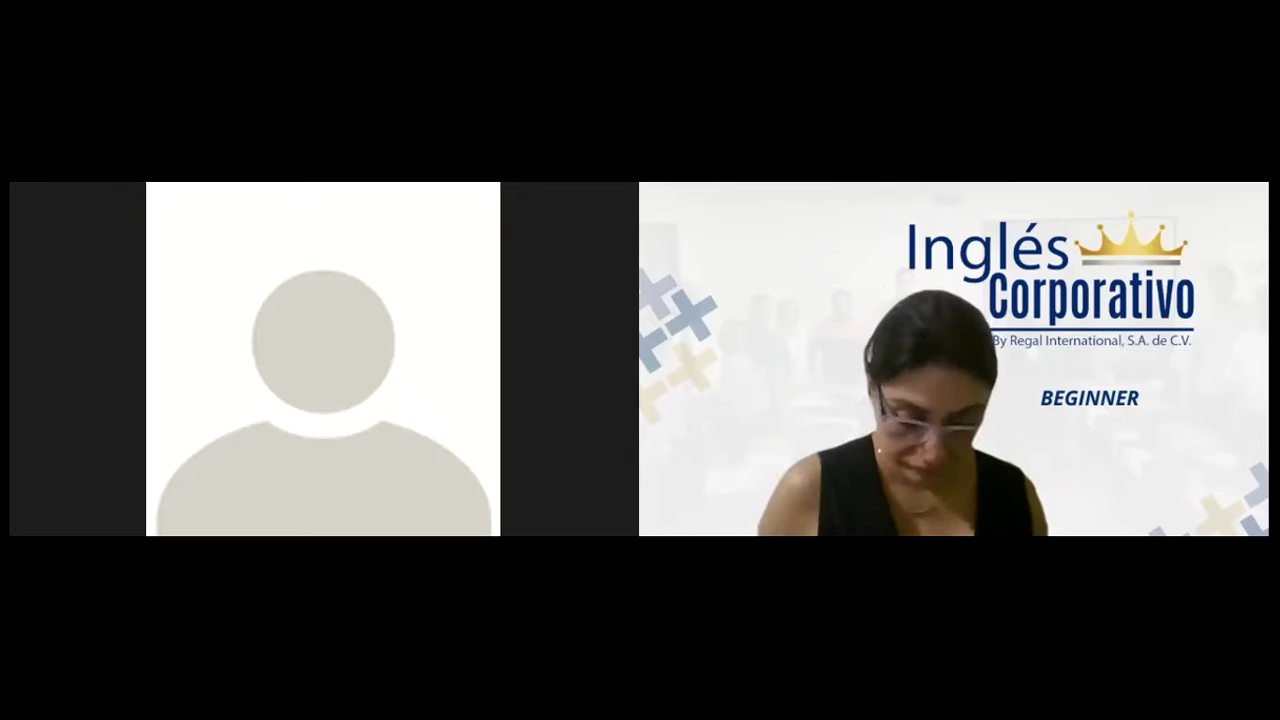 Inglés
Corporativo
By Regal International, S.A. de C.V.
BEGINNER